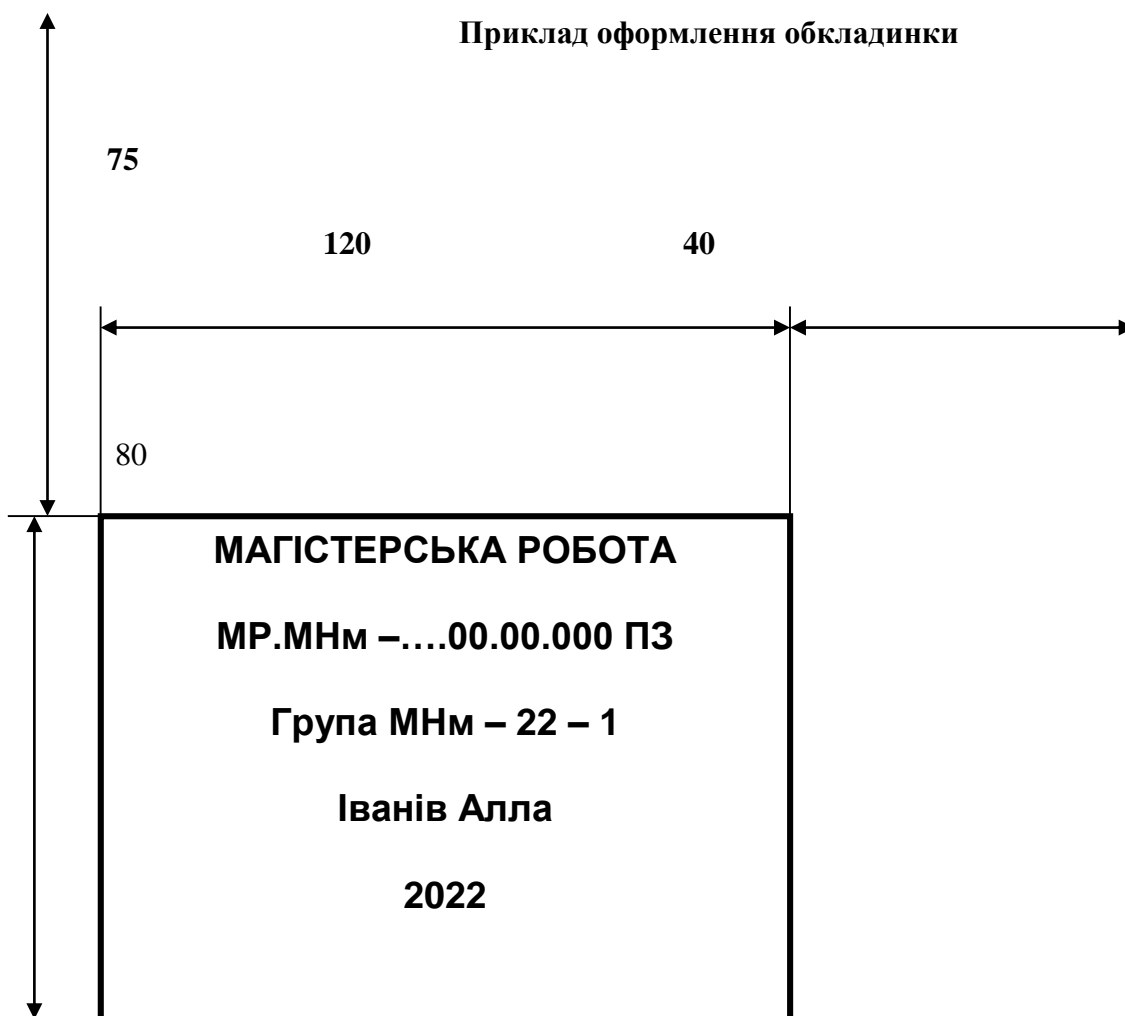 Приклад оформлення обкладинки
75
120 40
80
МАГІСТЕРСЬКА РОБОТА
МР.МНм –….00.00.000 ПЗ
Група МНм – 22 – 1
Іванів Алла
2022